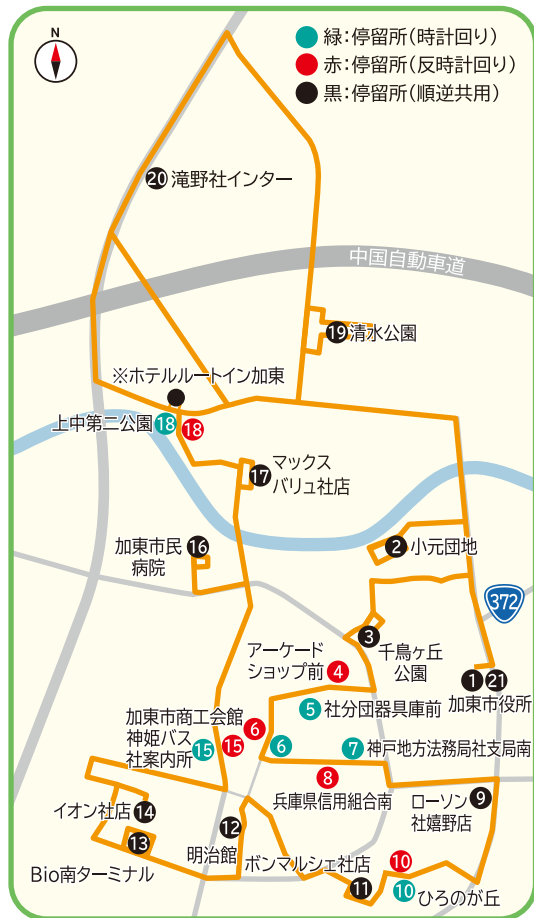 N
緑：停留所（時計回り）
赤：停留所（反時計回り）
黒：停留所（順逆共用）
20 滝野社インター
中国自動車道
19 清水公園
※ホテルルートイン加東
上中第二公園 18 18
17 マックス
バリュ社店
加東市民 16
病院
2 小元団地
372
3 千鳥ヶ丘
公園
アーケード
ショップ前 4
1 21
加東市役所
5 社分団器具庫前
加東市商工会館 6
神姫バス 15 15
社案内所
6
7 神戸地方法務局社支局南
8
兵庫県信用組合南
ローソン 9
社嬉野店
イオン社店 14
13
Bio南ターミナル
12
明治館
ボンマルシェ社店
11
10
10 ひろのが丘